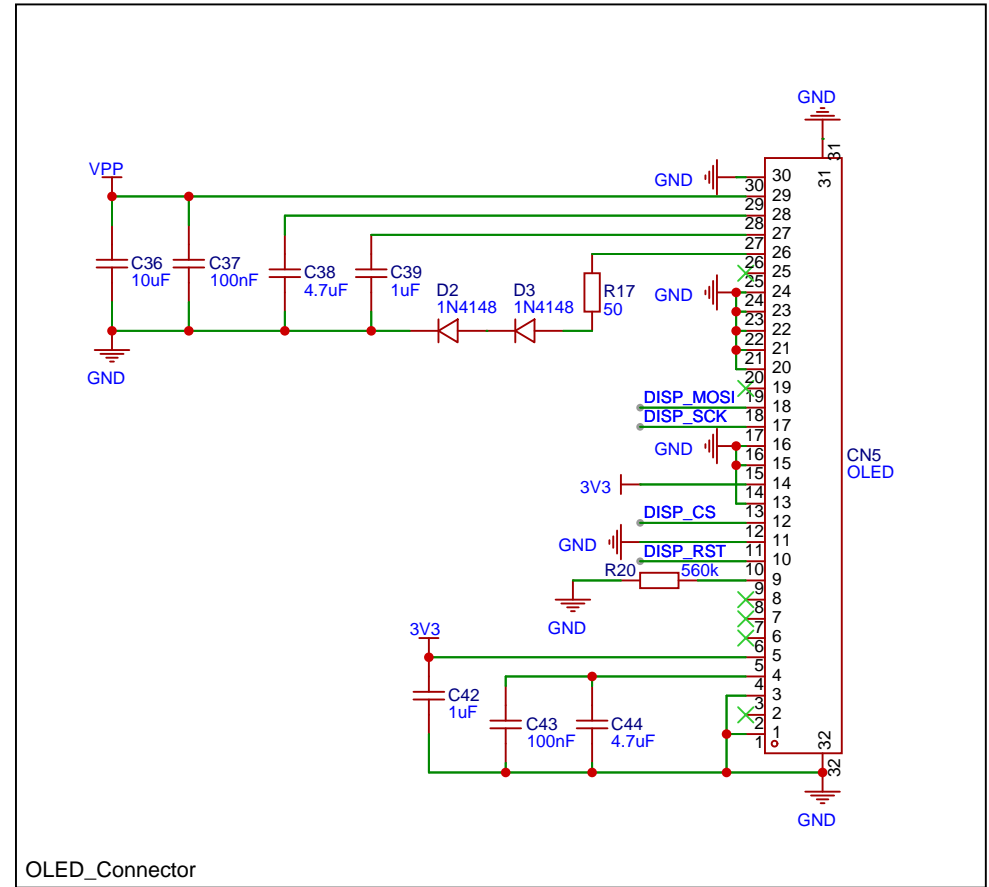 GND
31
31
VPP
GND
30
30
29
29
28
28
27
27
26
26
25
25
24
24
23
23
22
22
21
21
20
20
19
19
18
18
17
17
16
16
15
15
14
14
13
13
12
12
11
11
10
10
9
9
8
8
7
7
6
6
5
5
4
4
3
3
2
2
1
1
C36
10uF
C37
100nF
C38
4.7uF
C39
1uF
D2
1N4148
D3
1N4148
R17
50
GND
GND
DISP_MOSI
DISP_SCK
GND
CN5
OLED
3V3
DISP_CS
GND
DISP_RST
R20
560k
GND
3V3
C42
1uF
C43
100nF
C44
4.7uF
32
32
GND
OLED_Connector